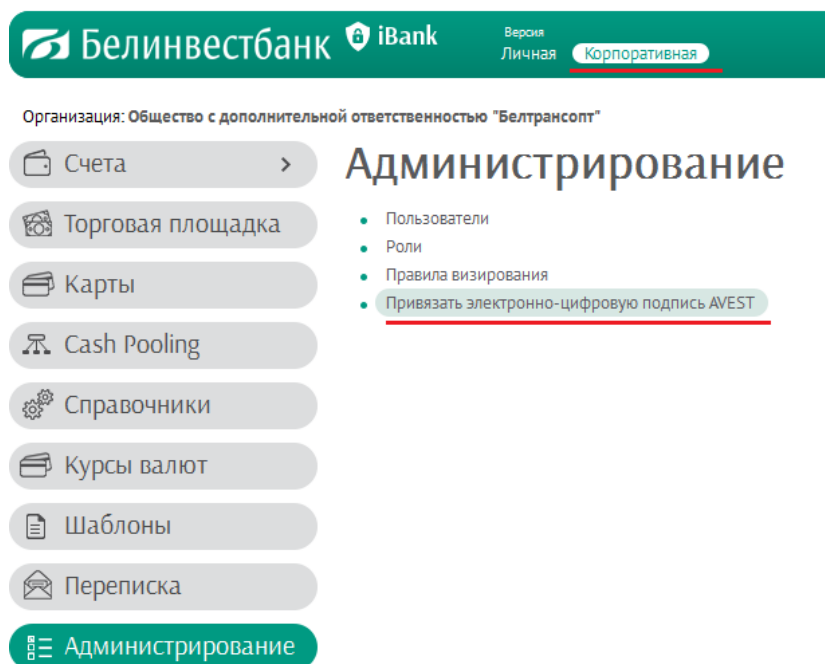 Белинвестбанк iBank Версия
Личная Корпоративная
Организация: Общество с дополнительной ответственностью "Белтрансопт"
Счета
Торговая площадка
Карты
Cash Pooling
Справочники
Курсы валют
Шаблоны
Переписка
Администрирование
Администрирование
Пользователи
Роли
Правила визирования
Привязать электронно-цифровую подпись AVEST